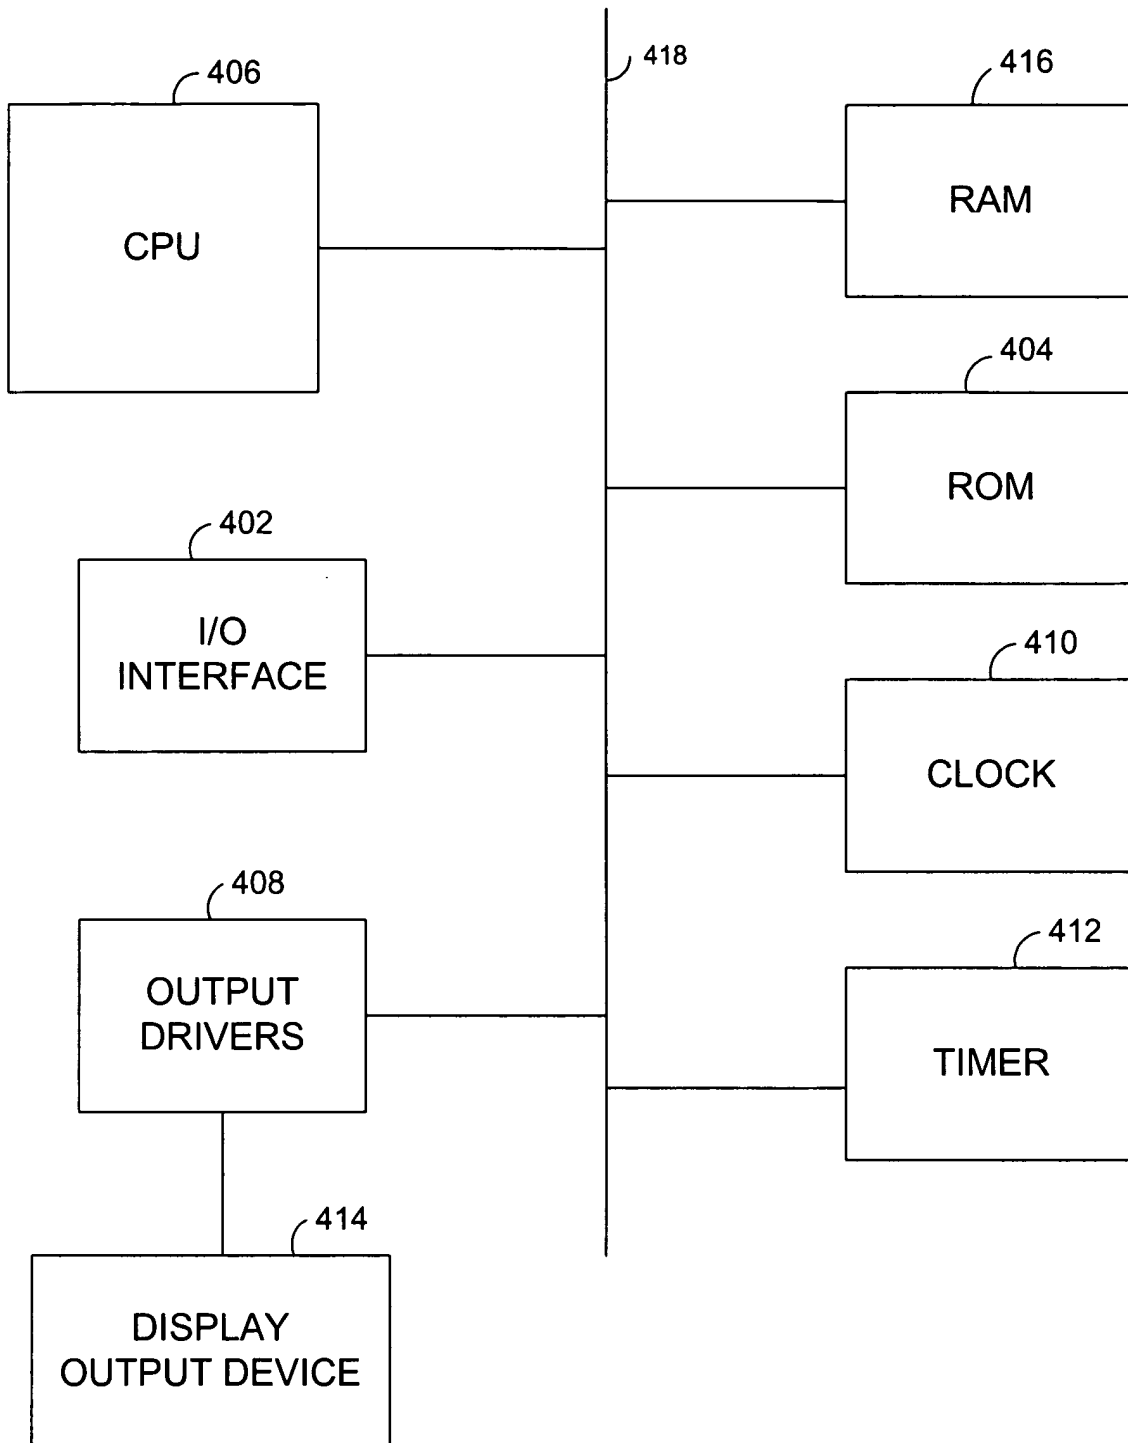 418
406
CPU
416
RAM
404
ROM
402
I/O
INTERFACE
410
CLOCK
408
OUTPUT
DRIVERS
412
TIMER
414
DISPLAY
OUTPUT DEVICE